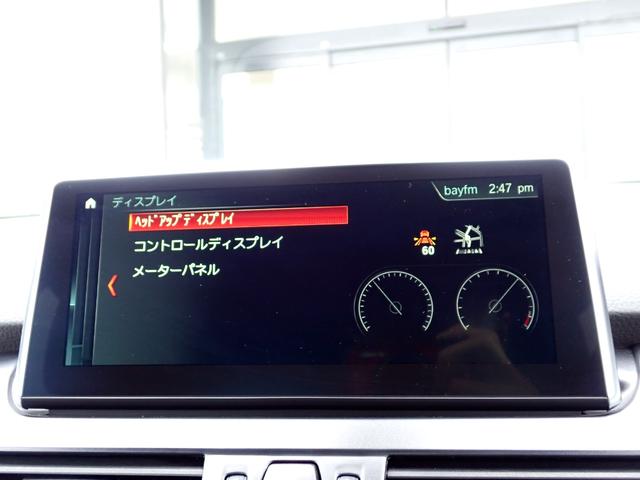 ディスプレイ
bayfm 2:47 pm
ﾍｯﾄﾞｱｯﾌﾟﾃﾞｨｽﾌﾟﾚｲ
コントロールディスプレイ
60
メーターパネル